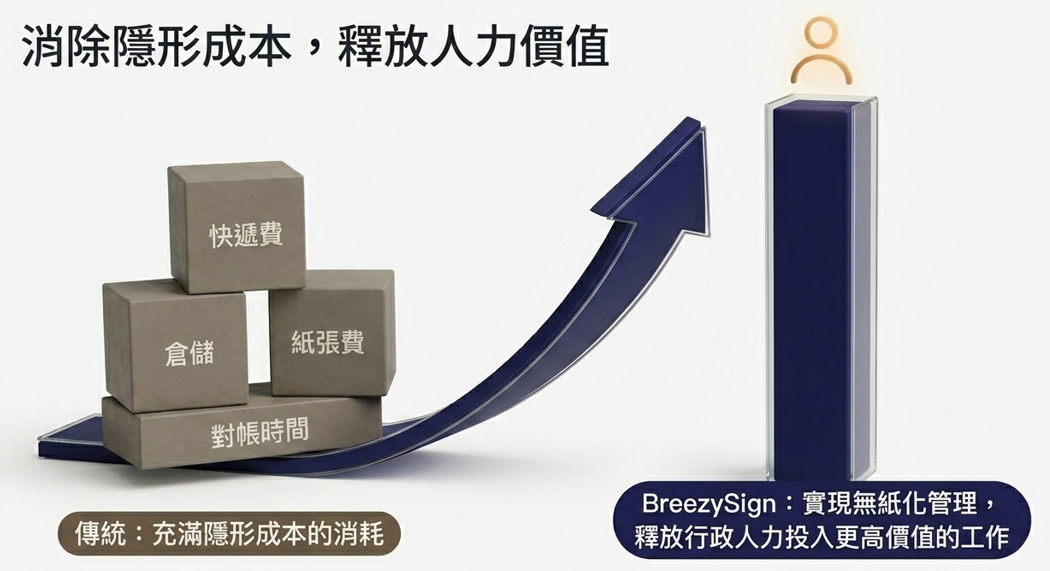 消除隱形成本，釋放人力價值
快遞費
倉儲
紙張費
對帳時間
傳統：充滿隱形成本的消耗
BreezySign：實現無紙化管理，
釋放行政人力投入更高價值的工作